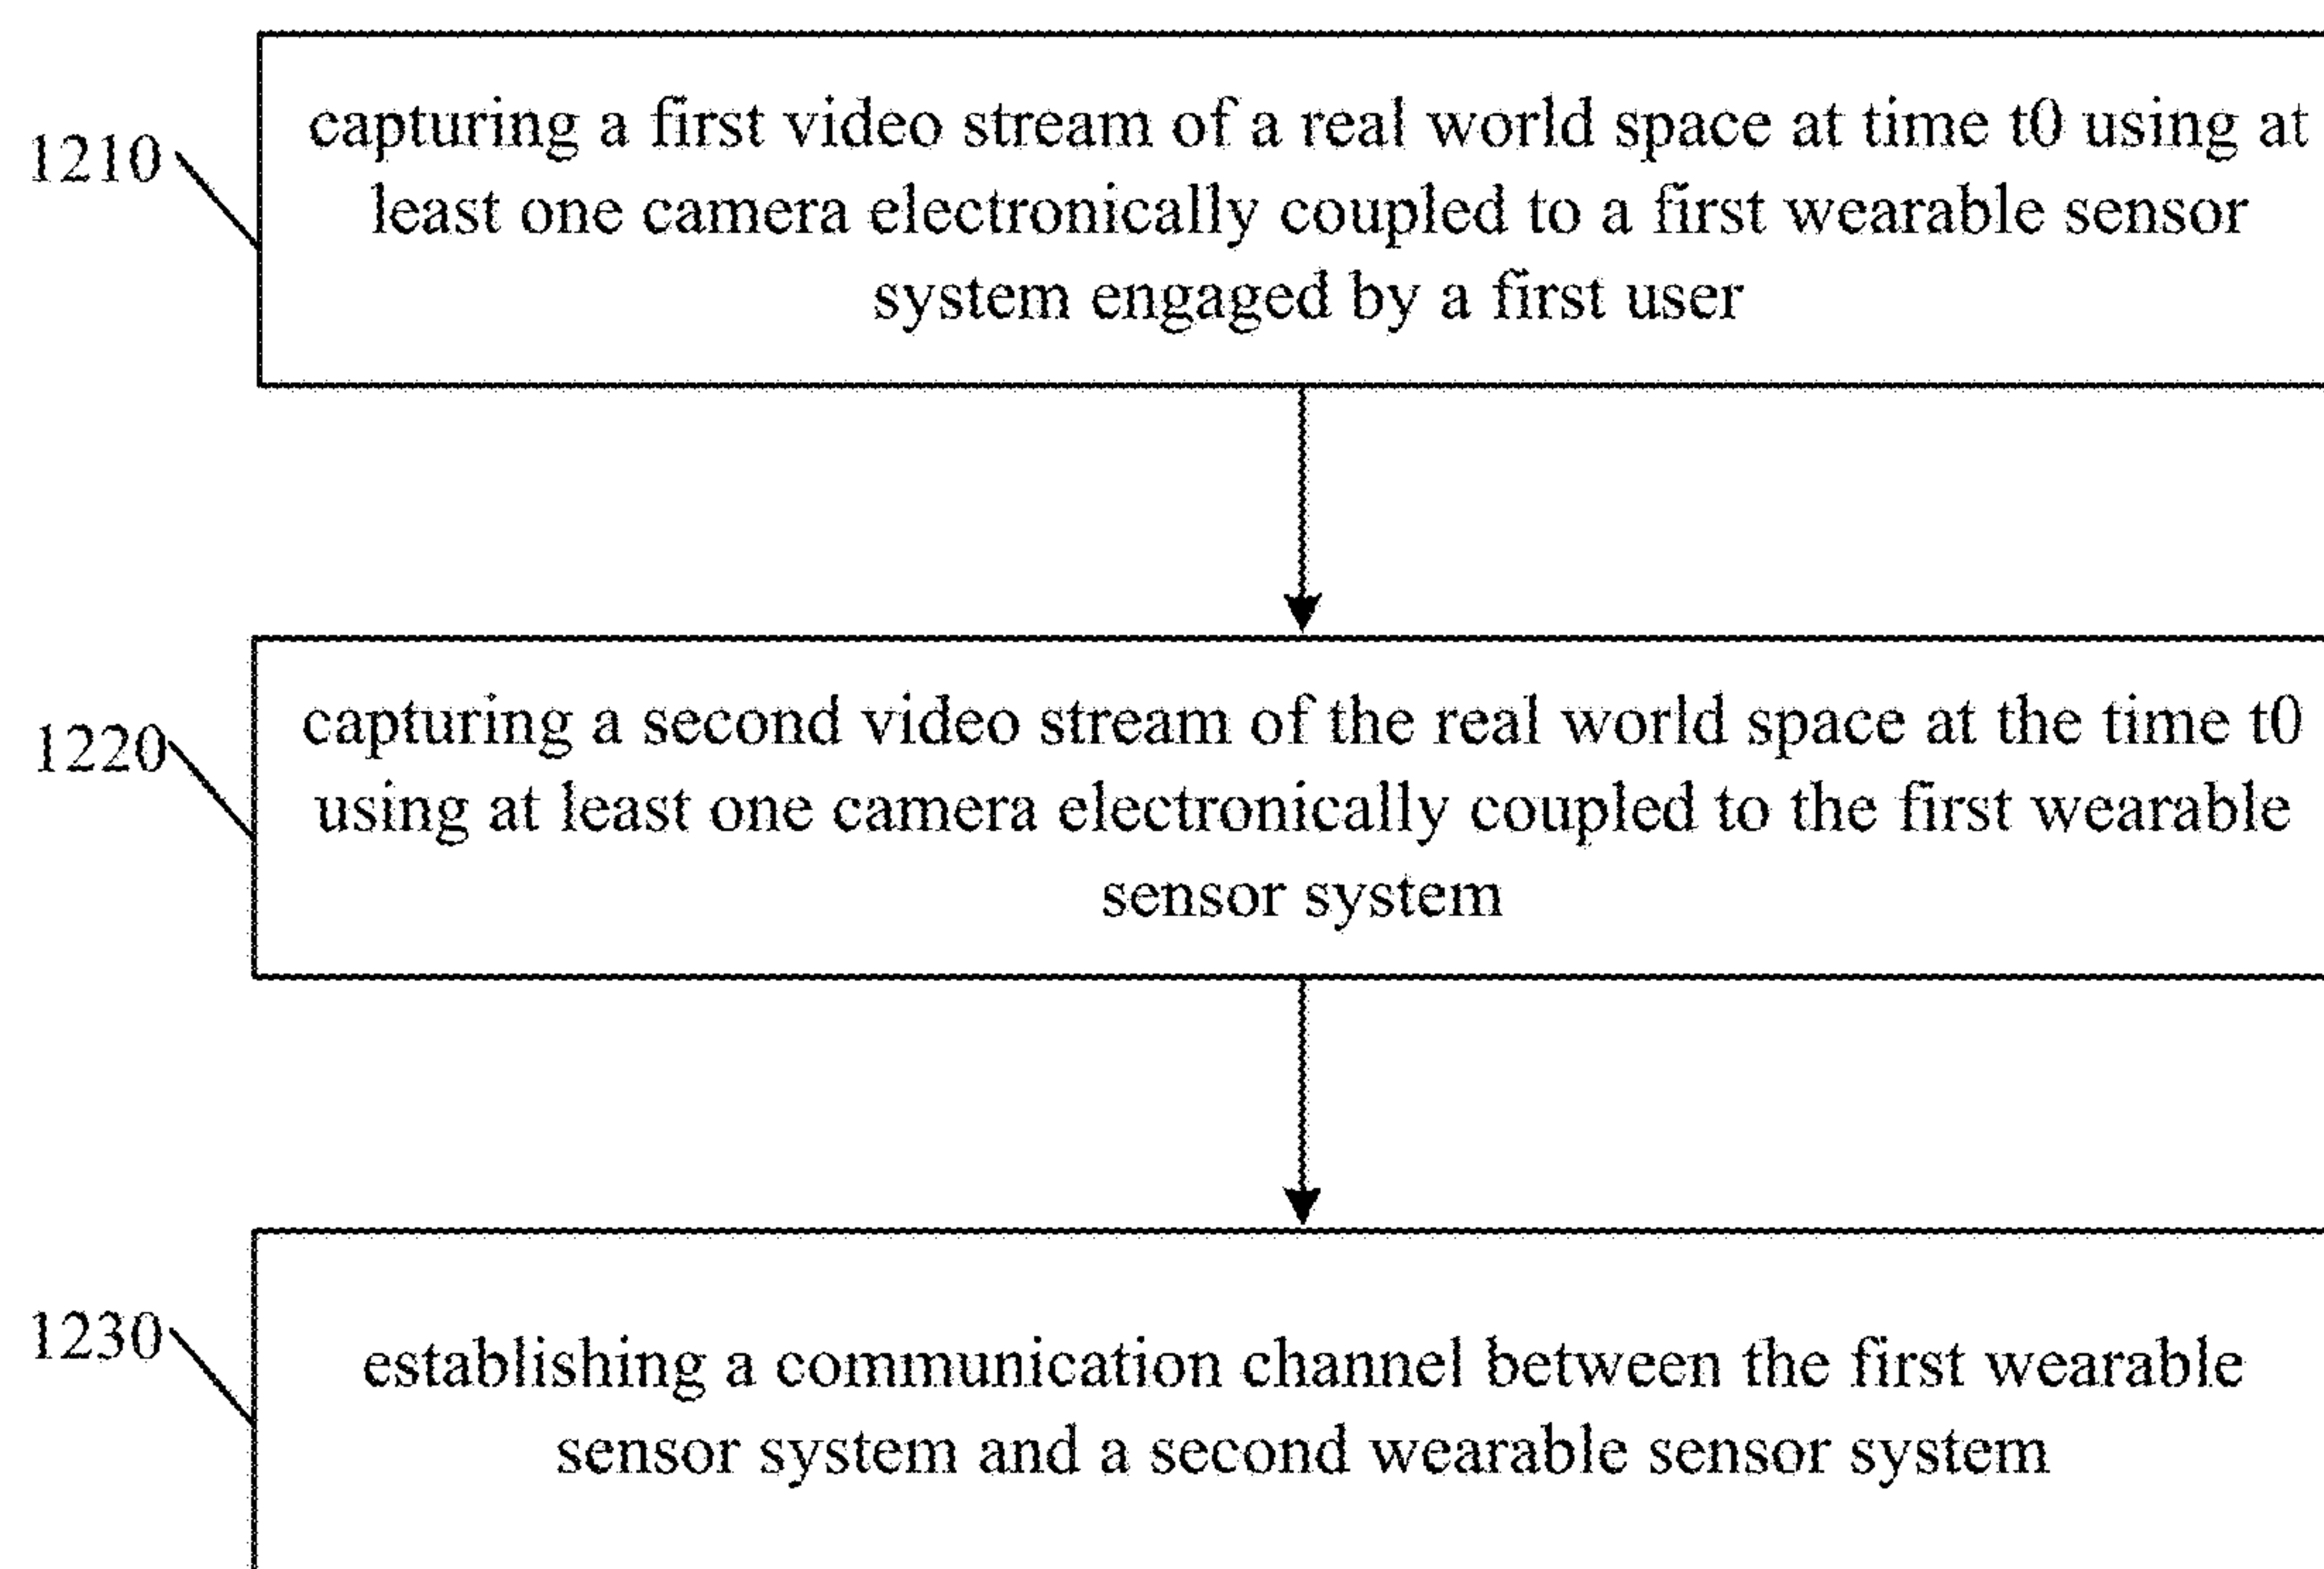 1210
capturing a first video stream of a real world space at time t0 using at
least one camera electronically coupled to a first wearable sensor
system engaged by a first user
1220
capturing a second video stream of the real world space at the time t0
using at least one camera electronically coupled to the first wearable
sensor system
1230
establishing a communication channel between the first wearable
sensor system and a second wearable sensor system